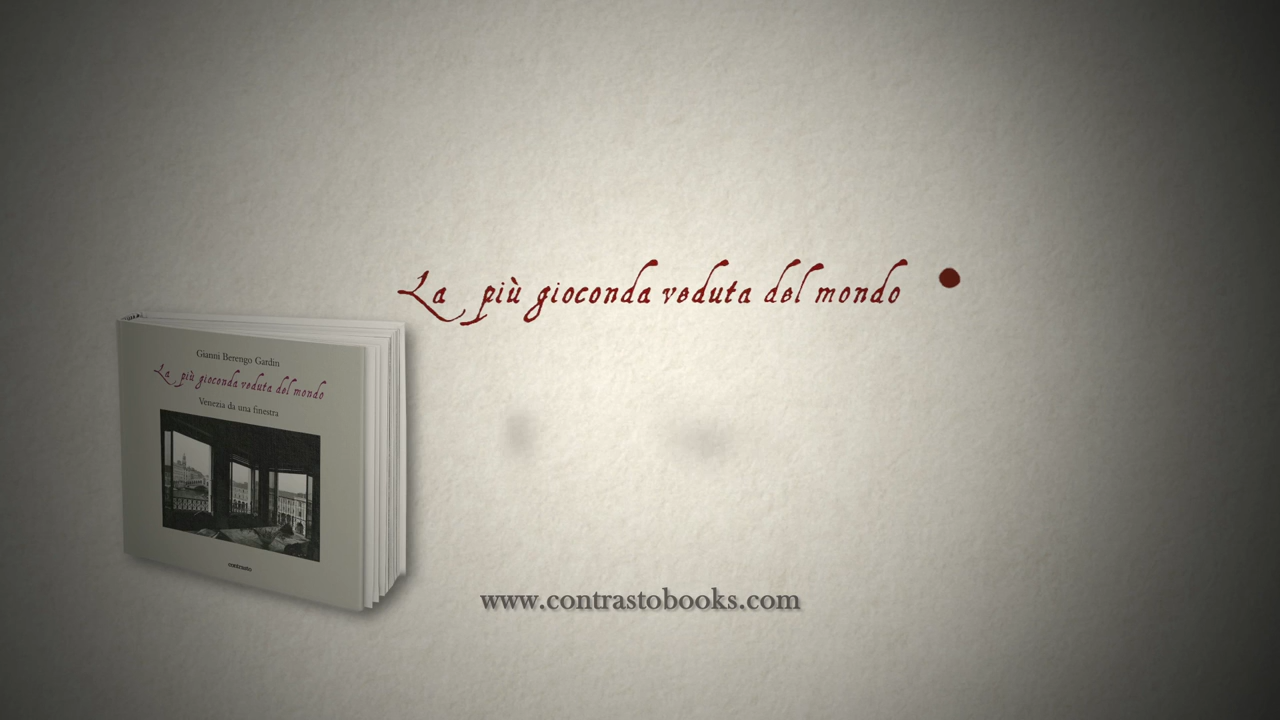 La più gioconda veduta del mondo
Gianni Berengo Gardin
La più gioconda veduta del mondo
Venezia da una finestra
contrasto
www.contrastobooks.com